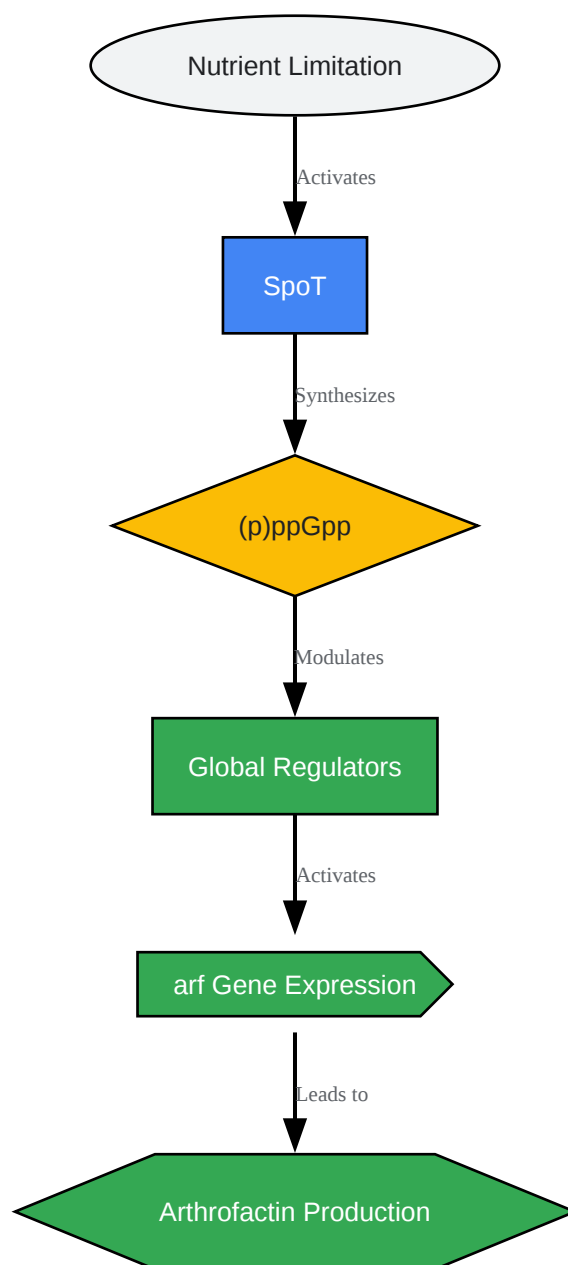 Nutrient Limitation
Activates
SpoT
Synthesizes
(p)ppGpp
Modulates
Global Regulators
Activates
arf Gene Expression
Leads to
Arthrofactin Production